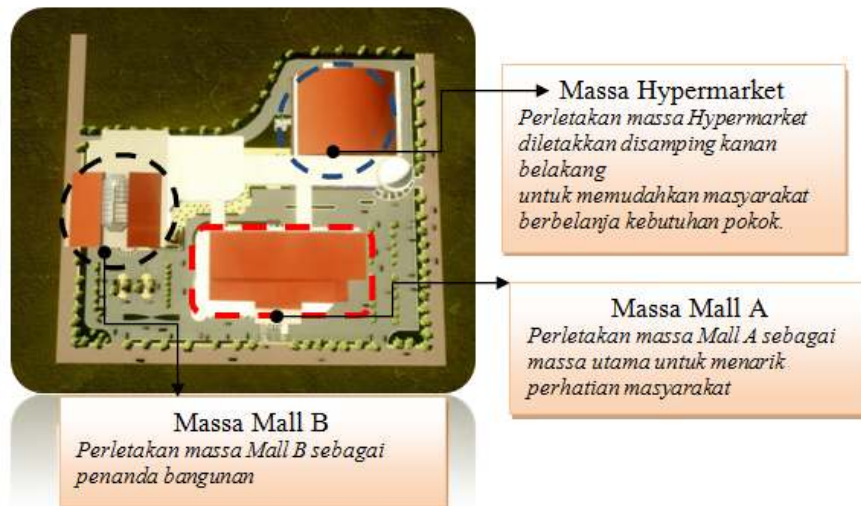 Massa Hypermarket
Perletakan massa Hypermarket
diletakkan disamping kanan
belakang
untuk memudahkan masyarakat
berbelanja kebutuhan pokok.
Massa Mall A
Perletakan massa Mall A sebagai
massa utama untuk menarik
perhatian masyarakat
Massa Mall B
Perletakan massa Mall B sebagai
penanda bangunan